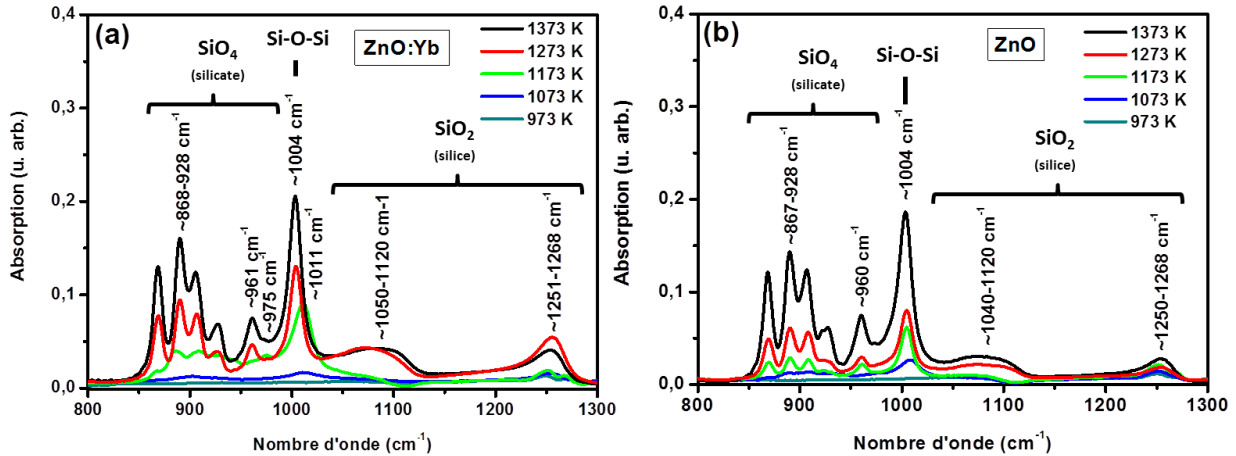 (a)
ZnO:Yb
SiO4
(silicate)
Si-O-Si
SiO2
(silice)
1373 K
1273 K
1173 K
1073 K
973 K
~868-928 cm-1
~961 cm-1
~975 cm-1
~1004 cm-1
~1011 cm-1
~1050-1120 cm-1
~1251-1268 cm-1
0,4
0,3
0,2
0,1
0,0
800
900
1000
1100
1200
1300
Absorption (u. arb.)
Nombre d'onde (cm-1)
(b)
ZnO
SiO4
(silicate)
Si-O-Si
SiO2
(silice)
1373 K
1273 K
1173 K
1073 K
973 K
~867-928 cm-1
~960 cm-1
~1004 cm-1
~1040-1120 cm-1
~1250-1268 cm-1
0,4
0,3
0,2
0,1
0,0
800
900
1000
1100
1200
1300
Absorption (u. arb.)
Nombre d'onde (cm-1)